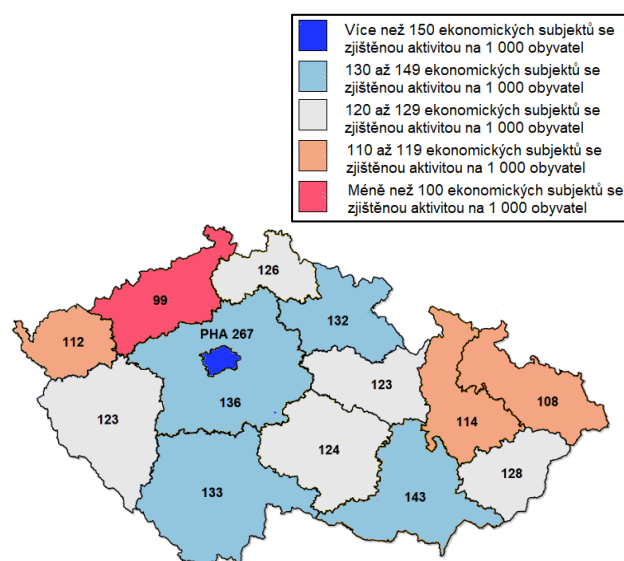 Více než 150 ekonomických subjektů se
zjištěnou aktivitou na 1 000 obyvatel
130 až 149 ekonomických subjektů se
zjištěnou aktivitou na 1 000 obyvatel
120 až 129 ekonomických subjektů se
zjištěnou aktivitou na 1 000 obyvatel
110 až 119 ekonomických subjektů se
zjištěnou aktivitou na 1 000 obyvatel
Méně než 100 ekonomických subjektů se
zjištěnou aktivitou na 1 000 obyvatel
126
99
132
PHA 267
112
123
123
136
108
114
124
128
133
143